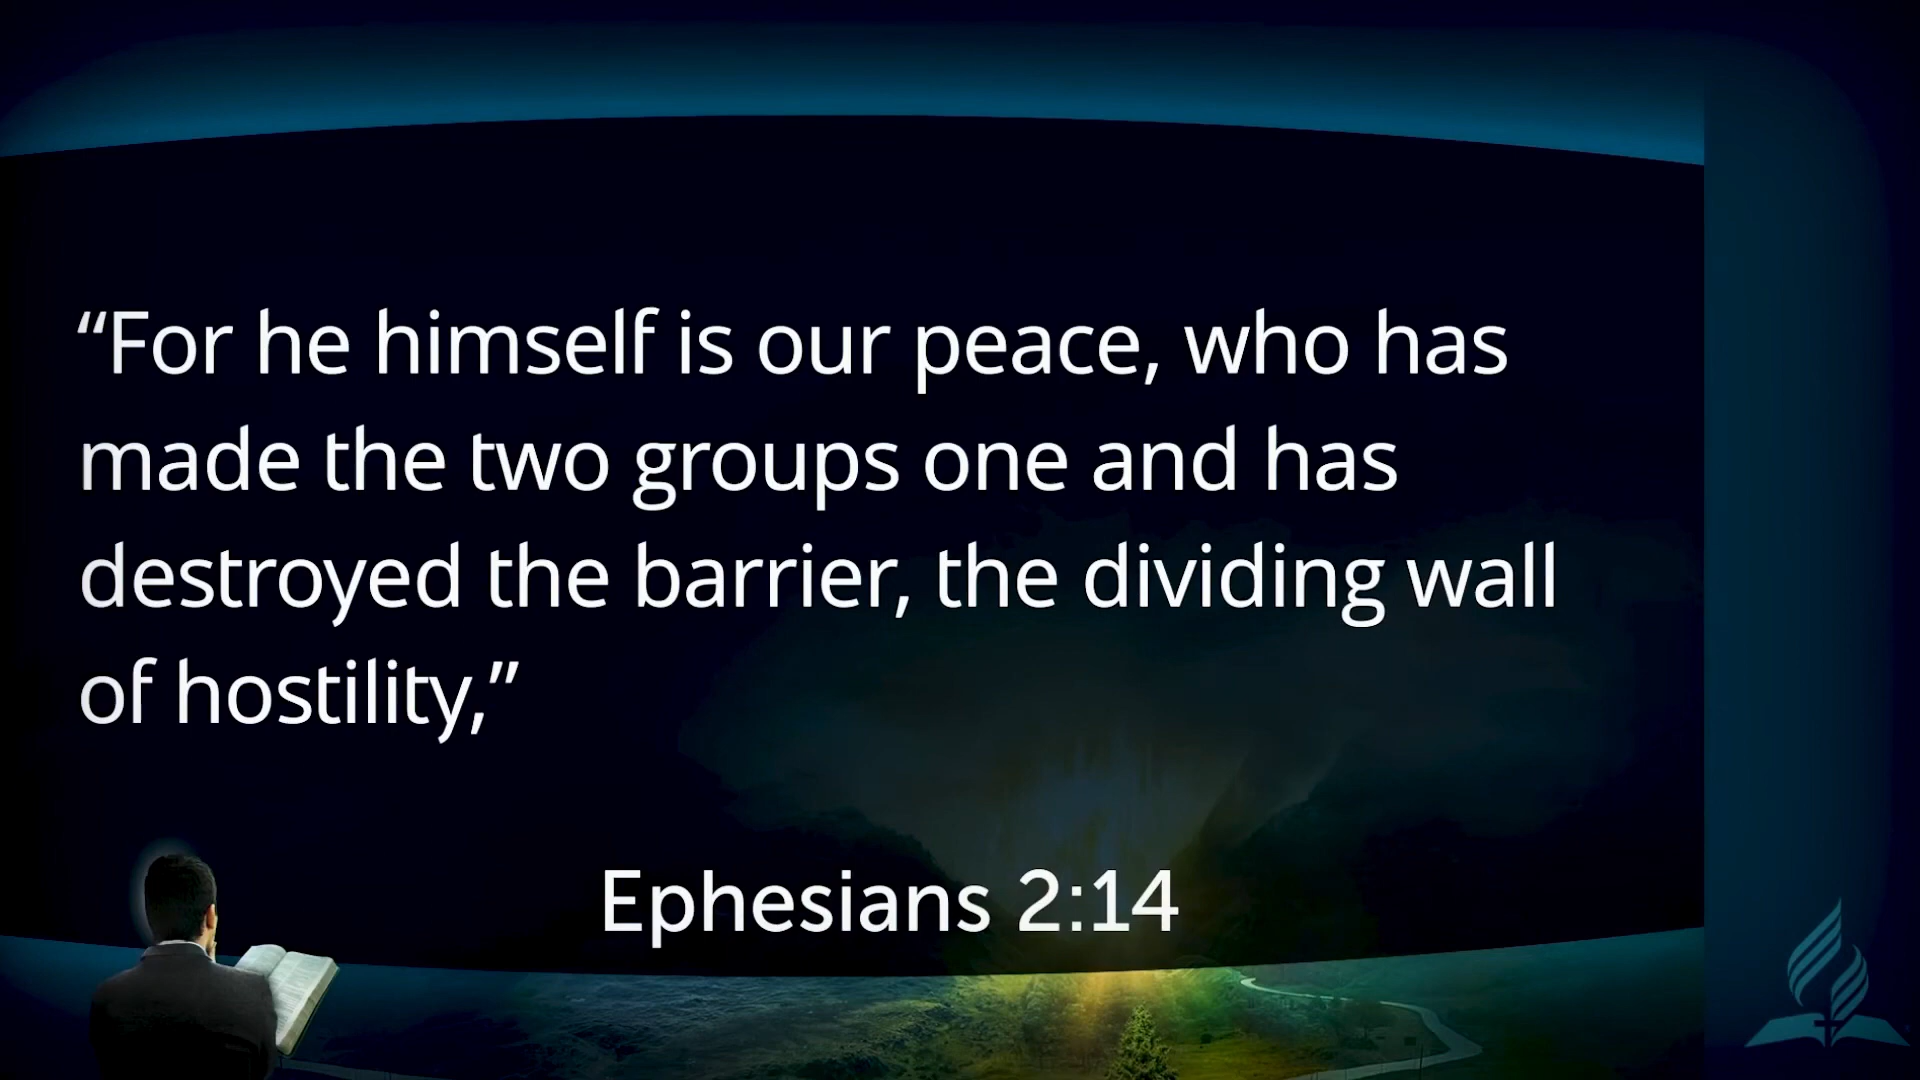 “For he himself is our peace, who has
made the two groups one and has
destroyed the barrier, the dividing wall
of hostility,”
Ephesians 2:14